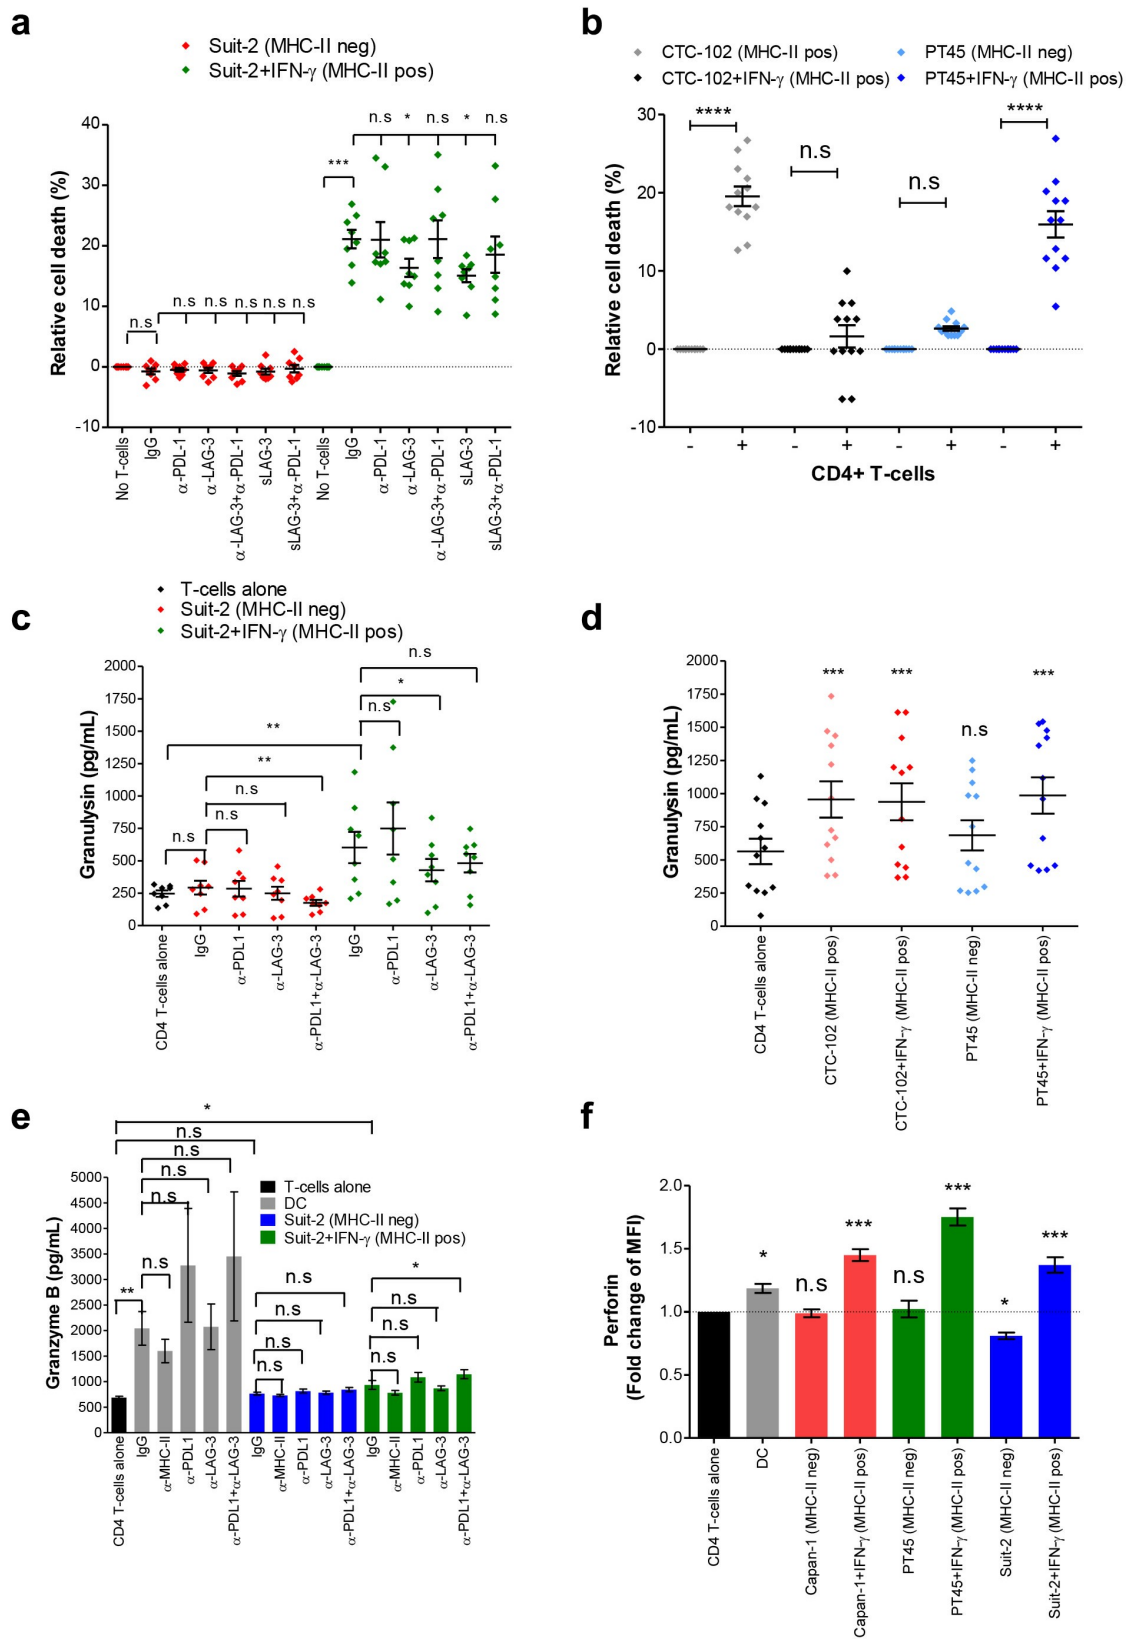 a
Suit-2 (MHC-II neg)
Suit-2+IFN-γ (MHC-II pos)
Relative cell death (%)
40
30
20
10
0
-10
n.s
n.s n.s n.s n.s n.s
***
n.s * n.s * n.s
No T-cells
IgG
α-PDL-1
α-LAG-3
α-LAG-3+α-PDL-1
sLAG-3
sLAG-3+α-PDL-1
No T-cells
IgG
α-PDL-1
α-LAG-3
α-LAG-3+α-PDL-1
sLAG-3
sLAG-3+α-PDL-1
b
CTC-102 (MHC-II pos)
CTC-102+IFN-γ (MHC-II pos)
PT45 (MHC-II neg)
PT45+IFN-γ (MHC-II pos)
Relative cell death (%)
30
20
10
0
-10
****
n.s
n.s
****
- + - + - + - +
CD4+ T-cells
c
T-cells alone
Suit-2 (MHC-II neg)
Suit-2+IFN-γ (MHC-II pos)
Granulysin (pg/mL)
2000
1750
1500
1250
1000
750
500
250
0
n.s
*
n.s
**
**
n.s
n.s
n.s
CD4 T-cells alone
IgG
α-PDL1
α-LAG-3
α-PDL1+α-LAG-3
IgG
α-PDL1
α-LAG-3
α-PDL1+α-LAG-3
d
Granulysin (pg/mL)
2000
1750
1500
1250
1000
750
500
250
0
***
***
n.s
***
CD4 T-cells alone
CTC-102 (MHC-II pos)
CTC-102+IFN-γ (MHC-II pos)
PT45 (MHC-II neg)
PT45+IFN-γ (MHC-II pos)
e
T-cells alone
DC
Suit-2 (MHC-II neg)
Suit-2+IFN-γ (MHC-II pos)
Granzyme B (pg/mL)
5000
4500
4000
3500
3000
2500
2000
1500
1000
500
0
*
n.s
n.s
n.s
n.s
n.s
**
n.s
n.s
n.s
n.s
*
n.s
n.s
n.s
CD4 T-cells alone
IgG
α-MHC-II
α-PDL1
α-LAG-3
α-PDL1+α-LAG-3
IgG
α-MHC-II
α-PDL1
α-LAG-3
α-PDL1+α-LAG-3
IgG
α-MHC-II
α-PDL1
α-LAG-3
α-PDL1+α-LAG-3
f
Perforin
(Fold change of MFI)
2.0
1.5
1.0
0.5
0.0
*
n.s
***
n.s
***
*
***
CD4 T-cells alone
DC
Capan-1 (MHC-II neg)
Capan-1+IFN-γ (MHC-II pos)
PT45 (MHC-II neg)
PT45+IFN-γ (MHC-II pos)
Suit-2 (MHC-II neg)
Suit-2+IFN-γ (MHC-II pos)